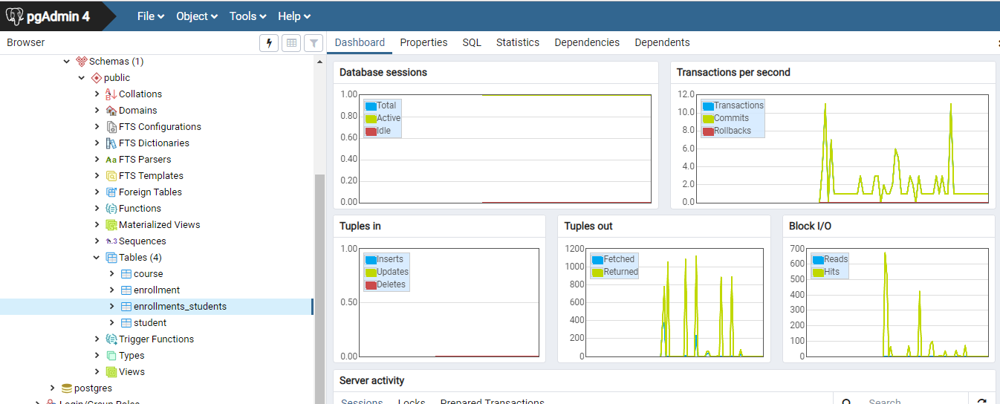 pgAdmin 4
File Object Tools Help
Browser
Dashboard Properties SQL Statistics Dependencies Dependents
Schemas (1)
public
Collations
Domains
FTS Configurations
FTS Dictionaries
FTS Parsers
FTS Templates
Foreign Tables
Functions
Materialized Views
Sequences
Tables (4)
course
enrollment
enrollments_students
student
Trigger Functions
Types
Views
postgres
Login/Group Roles
Database sessions
1.00
0.80
0.60
0.40
0.20
0.00
Total
Active
Idle
Transactions per second
12.0
10.0
8.0
6.0
4.0
2.0
0.0
Transactions
Commits
Rollbacks
Tuples in
1.00
0.50
0.00
Inserts
Updates
Deletes
Tuples out
1200
1000
800
600
400
200
0
Fetched
Returned
Block I/O
700
600
500
400
300
200
100
0
Reads
Hits
Server activity
Sessions Locks Prepared Transactions
Search